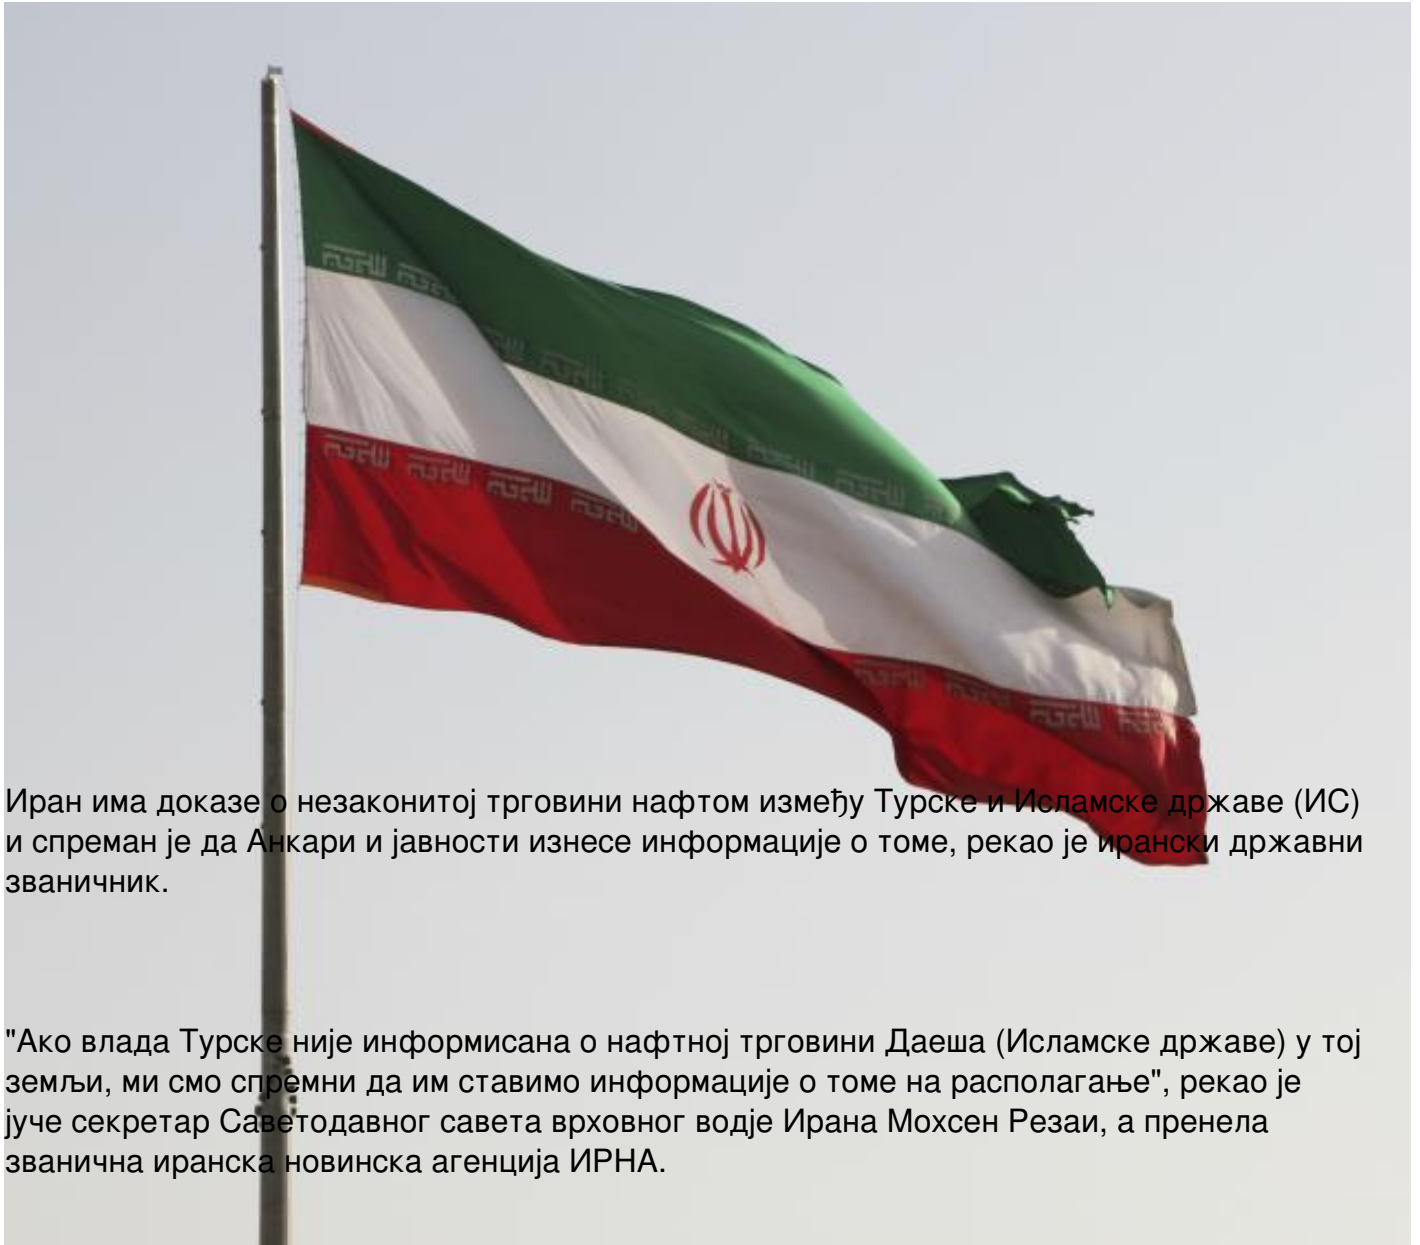 Иран има доказе о незаконитој трговини нафтом између Турске и Исламске државе (ИС)
и спреман је да Анкари и јавности изнесе информације о томе, рекао је ирански државни
званичник.
"Ако влада Турске није информисана о нафтној трговини Даеша (Исламске државе) у тој
земљи, ми смо спремни да им ставимо информације о томе на располагање", рекао је
јуче секретар Саветодавног савета врховног водје Ирана Мохсен Резаи, а пренела
званична иранска новинска агенција ИРНА.